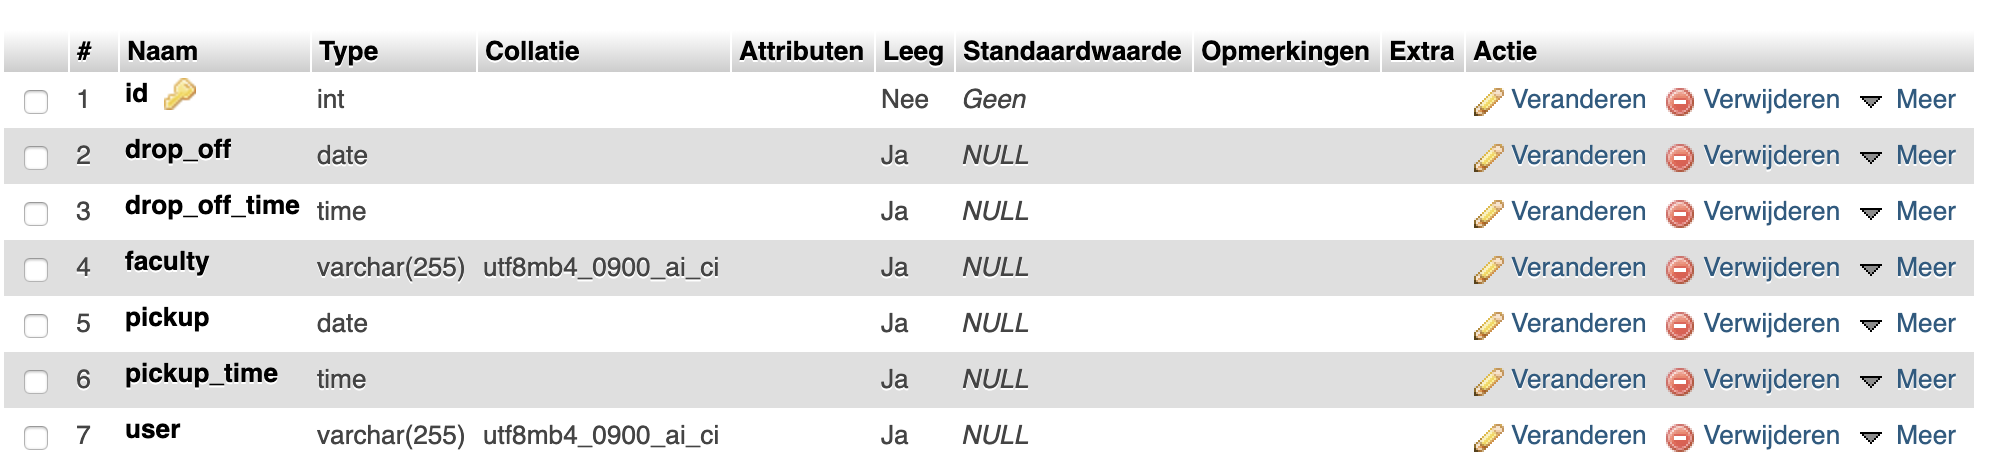 # Naam Type Collatie Attributen Leeg Standaardwaarde Opmerkingen Extra Actie
1 id int Nee Geen Veranderen Verwijderen Meer
2 drop_off date Ja NULL Veranderen Verwijderen Meer
3 drop_off_time time Ja NULL Veranderen Verwijderen Meer
4 faculty varchar(255) utf8mb4_0900_ai_ci Ja NULL Veranderen Verwijderen Meer
5 pickup date Ja NULL Veranderen Verwijderen Meer
6 pickup_time time Ja NULL Veranderen Verwijderen Meer
7 user varchar(255) utf8mb4_0900_ai_ci Ja NULL Veranderen Verwijderen Meer